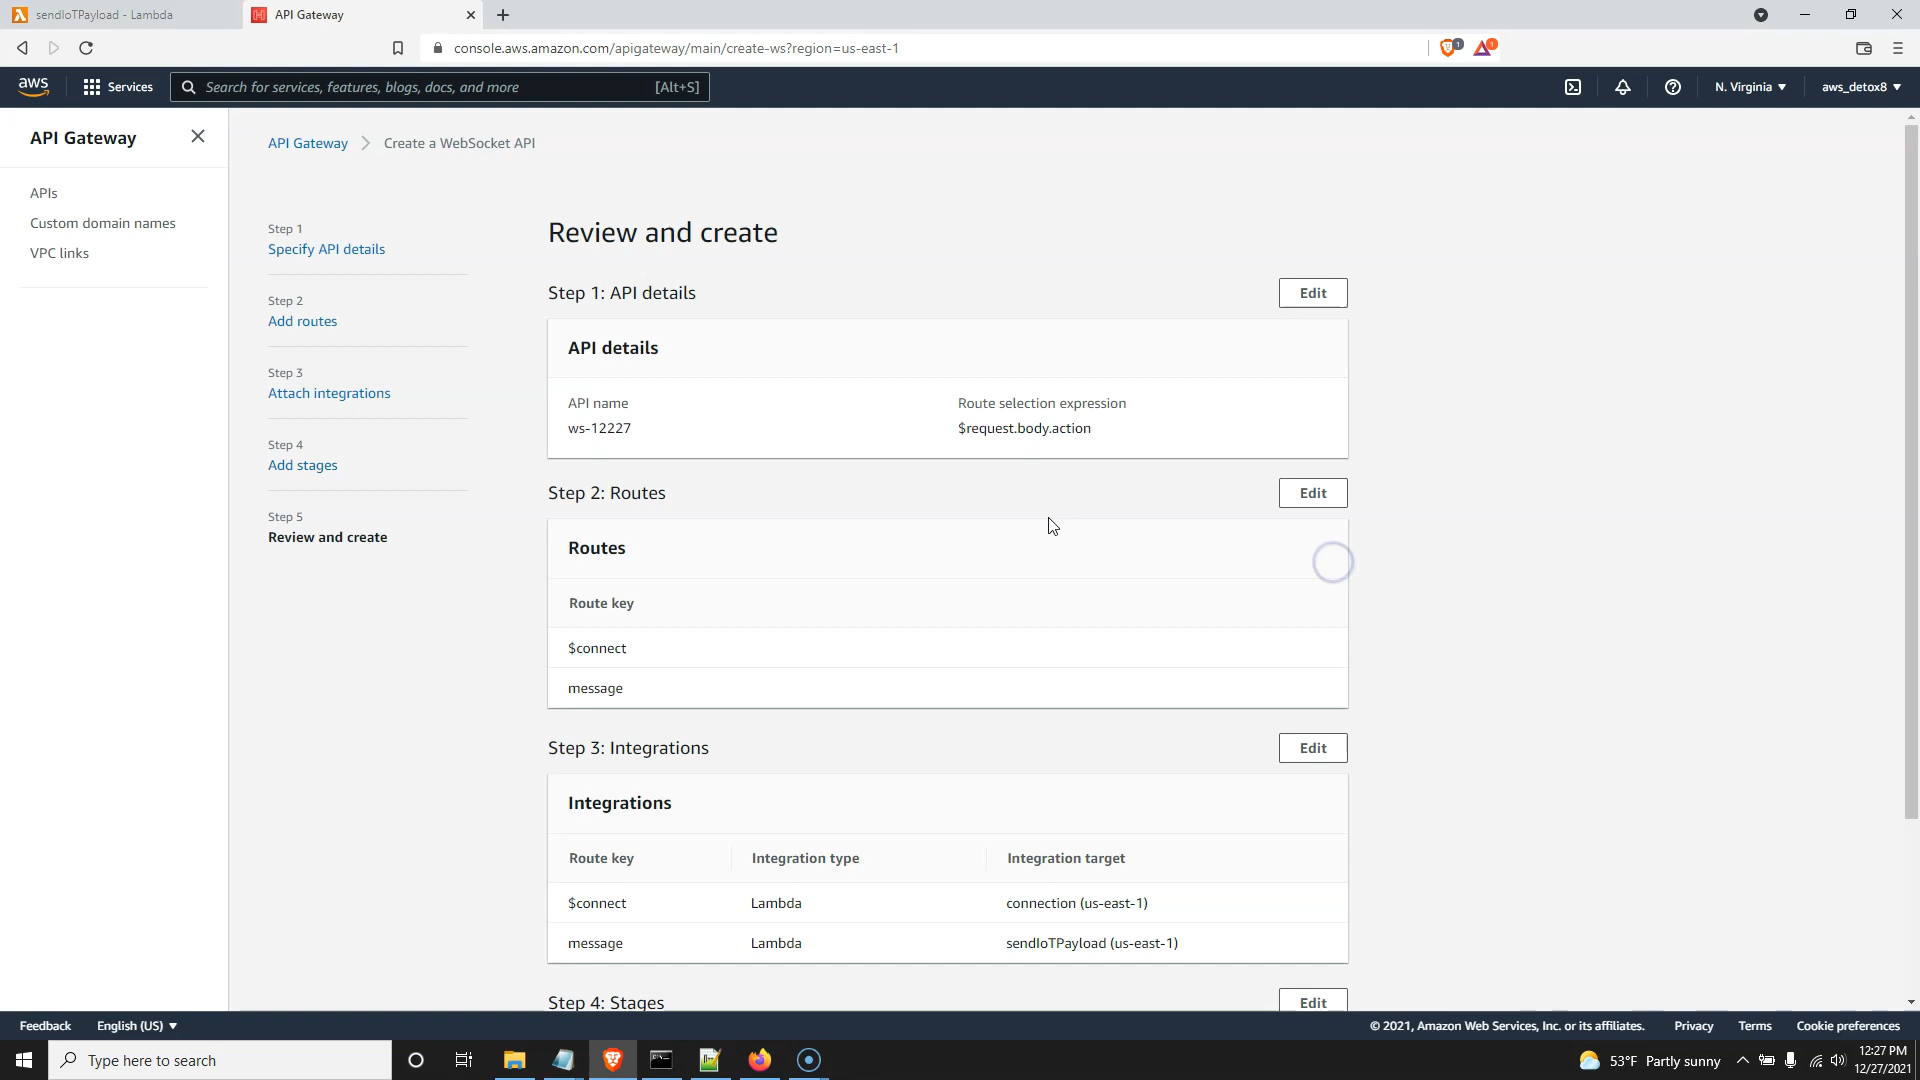 sendIoTPayload - Lambda
API Gateway
console.aws.amazon.com/apigateway/main/create-ws?region=us-east-1
1
1
aws
Services
Search for services, features, blogs, docs, and more
[Alt+S]
N. Virginia
aws_detox8
API Gateway
APIs
Custom domain names
VPC links
API Gateway
Create a WebSocket API
Step 1
Specify API details
Step 2
Add routes
Step 3
Attach integrations
Step 4
Add stages
Step 5
Review and create
Review and create
Step 1: API details
Edit
API details
API name
Route selection expression
ws-12227
$request.body.action
Step 2: Routes
Edit
Routes
Route key
$connect
message
Step 3: Integrations
Edit
Integrations
Route key
Integration type
Integration target
$connect
Lambda
connection (us-east-1)
message
Lambda
sendIoTPayload (us-east-1)
Step 4: Stages
Edit
Feedback
English (US)
© 2021, Amazon Web Services, Inc. or its affiliates.
Privacy
Terms
Cookie preferences
Type here to search
53°F Partly sunny
12:27 PM
12/27/2021